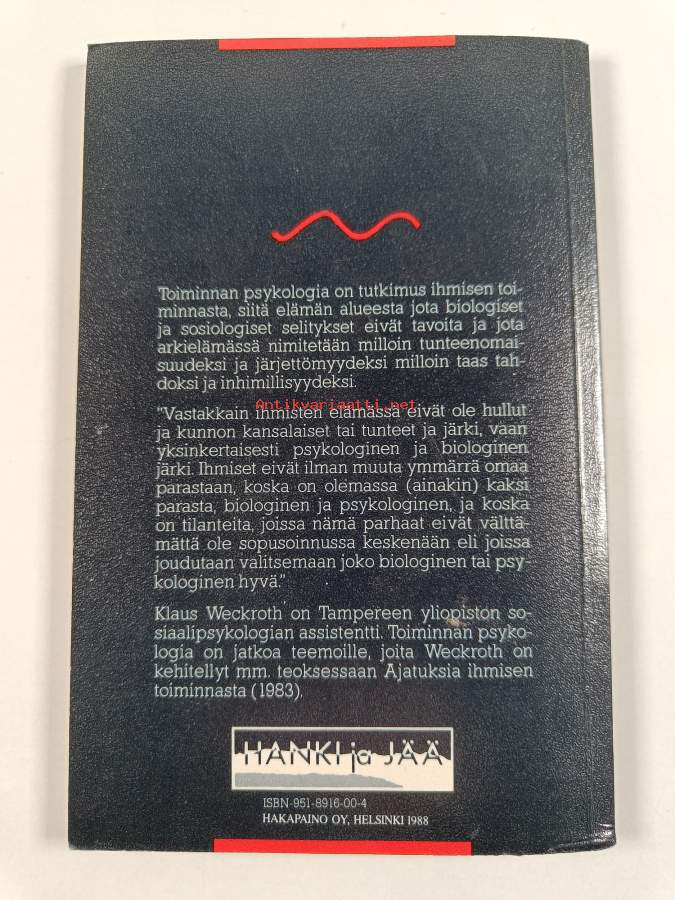 Toiminnan psykologia on tutkimus ihmisen toi-
minnasta, siitä elämän alueesta jota biologiset
ja sosiologiset selitykset eivät tavoita ja jota
arkielämässä nimitetään milloin tunteenomai-
suudeksi ja järjettömyydeksi milloin taas tah-
doksi ja inhimillisyydeksi.
Antikvariaatti.net
"Vastakkain ihmisten elämässä eivät ole hullut
ja kunnon kansalaiset tai tunteet ja järki, vaan
yksinkertaisesti psykologinen ja biologinen
järki. Ihmiset eivät ilman muuta ymmärrä omaa
parastaan, koska on olemassa (ainakin) kaksi
parasta, biologinen ja psykologinen, ja koska
on tilanteita, joissa nämä parhaat eivät välttä-
mättä ole sopusoinnussa keskenään eli joissa
joudutaan valitsemaan joko biologinen tai psy-
kologinen hyvä."
Klaus Weckroth on Tampereen yliopiston so-
siaalipsykologian assistentti. Toiminnan psyko-
logia on jatkoa teemoille, joita Weckroth on
kehitellyt mm. teoksessaan Ajatuksia ihmisen
toiminnasta (1983).
HANKI ja JÄÄ
ISBN-951-8916-00-4
HAKAPAINO OY, HELSINKI 1988